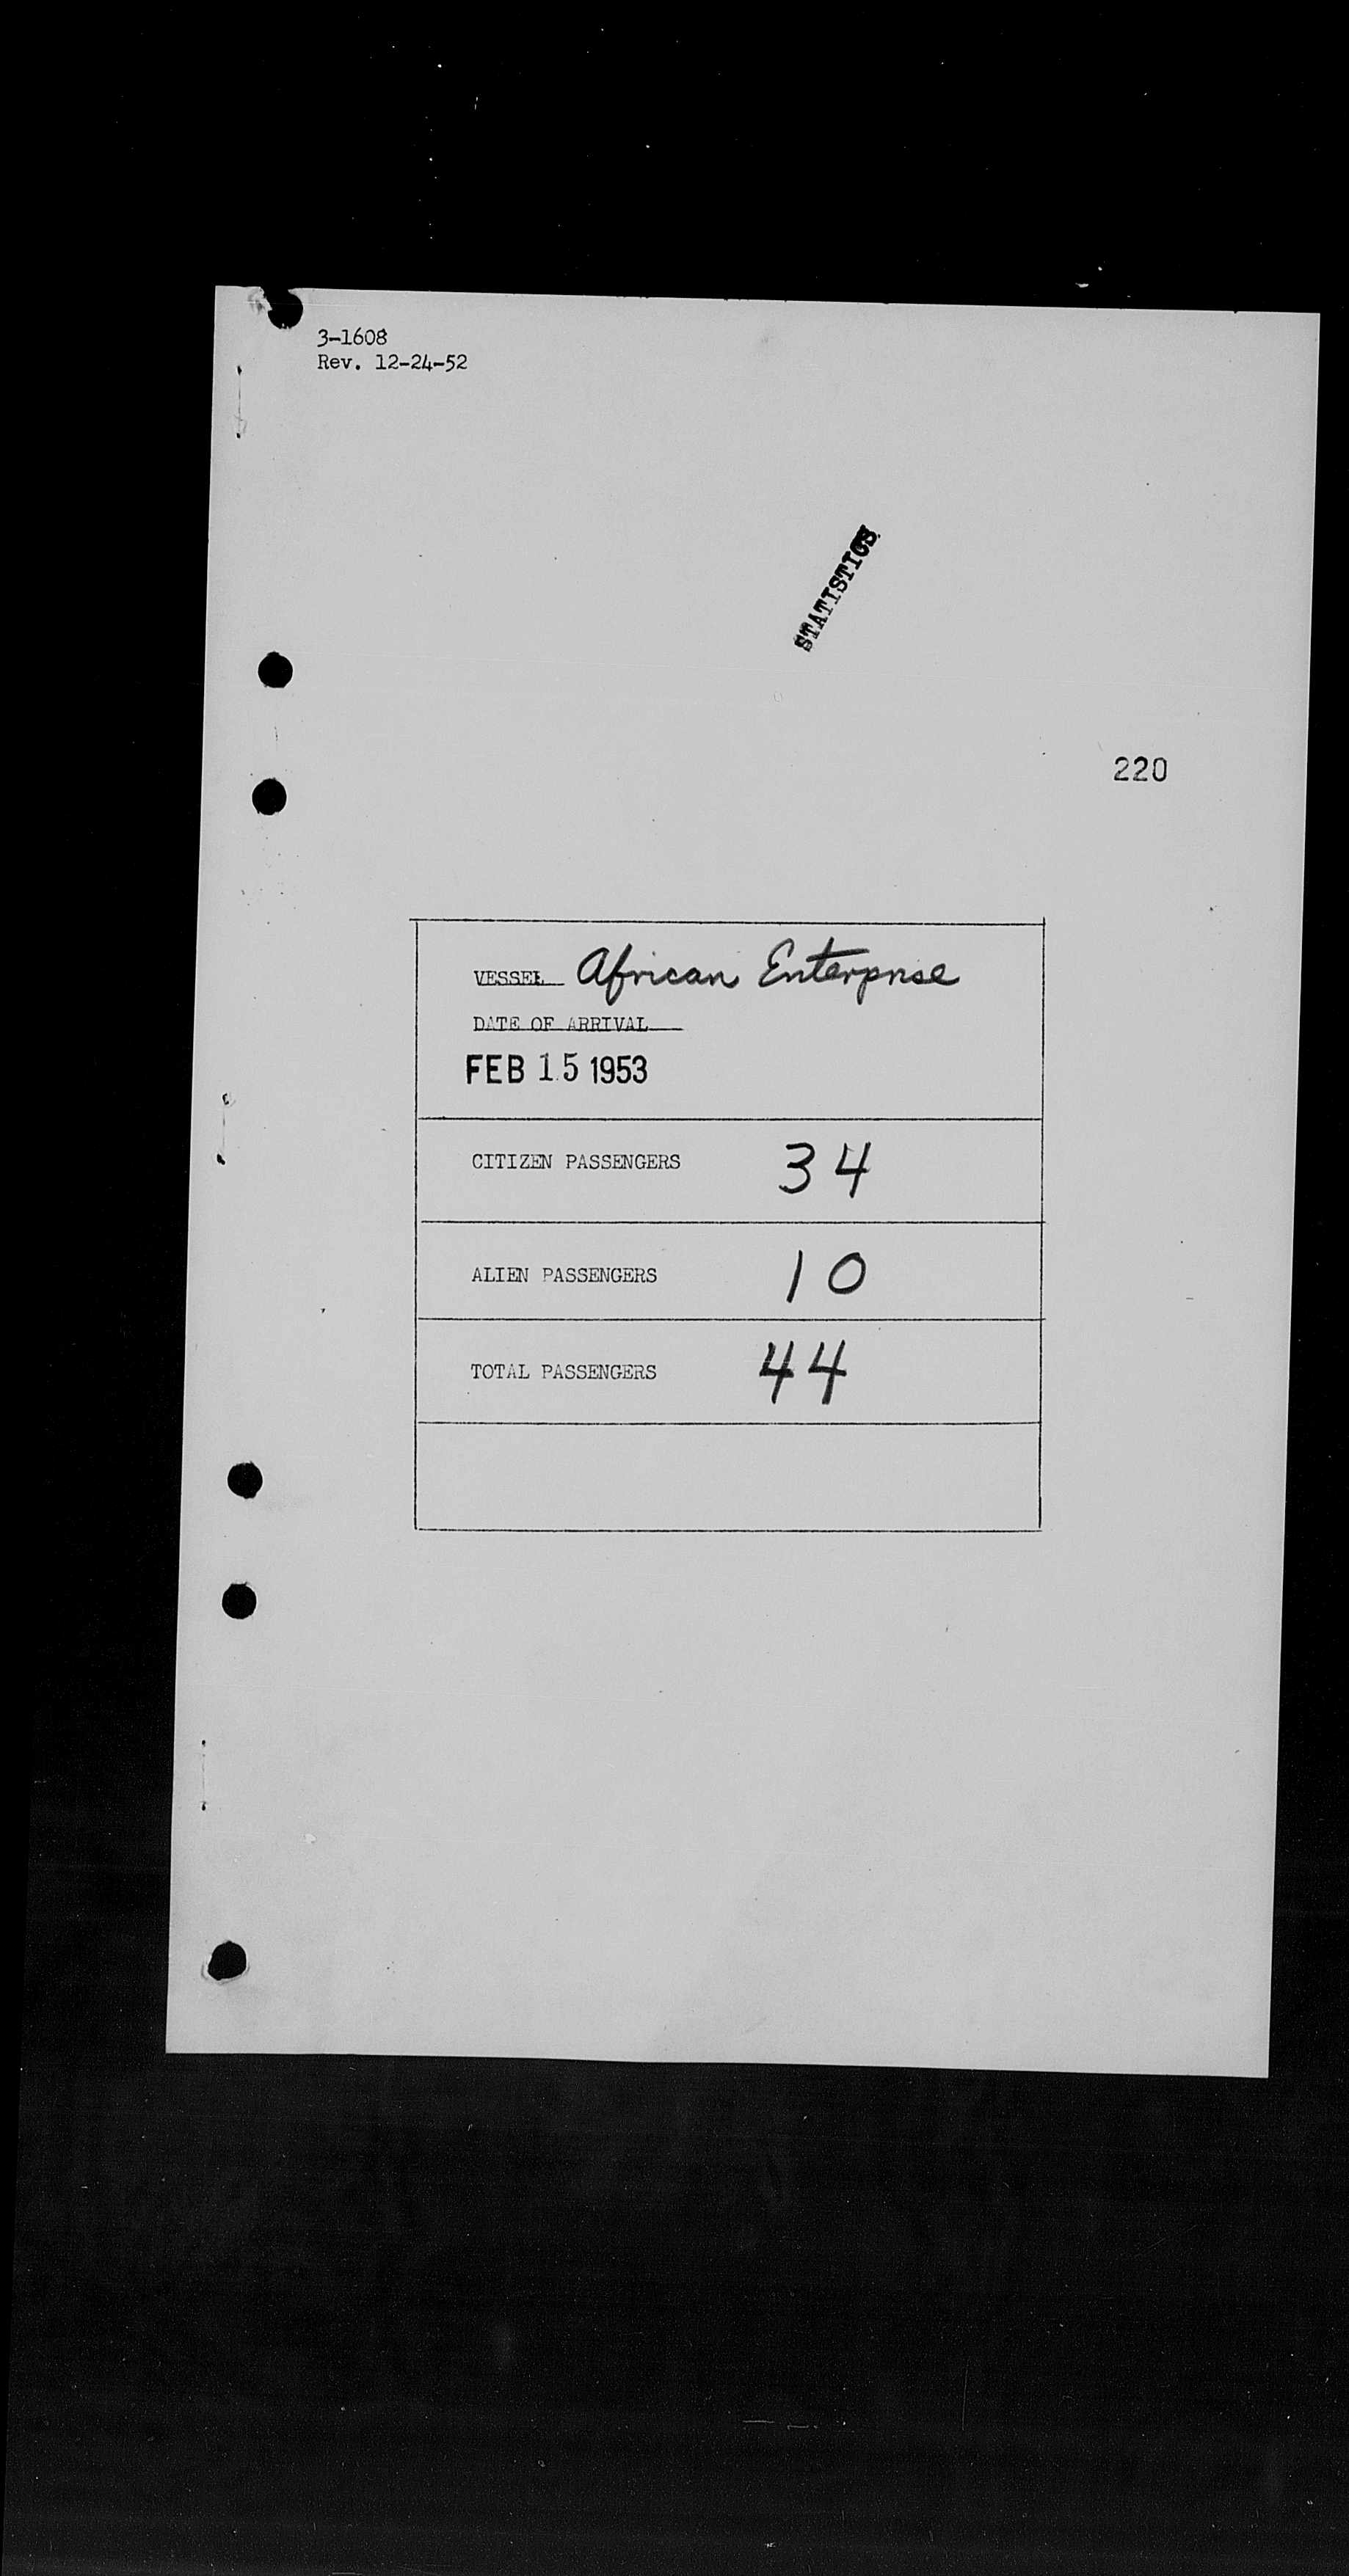 3-1608
Rev. 12-24-52
STATISTICS
220
VESSEL African Enterprise
DATE OF ARRIVAL
FEB 15 1953
CITIZEN PASSENGERS 34
ALIEN PASSENGERS 10
TOTAL PASSENGERS 44